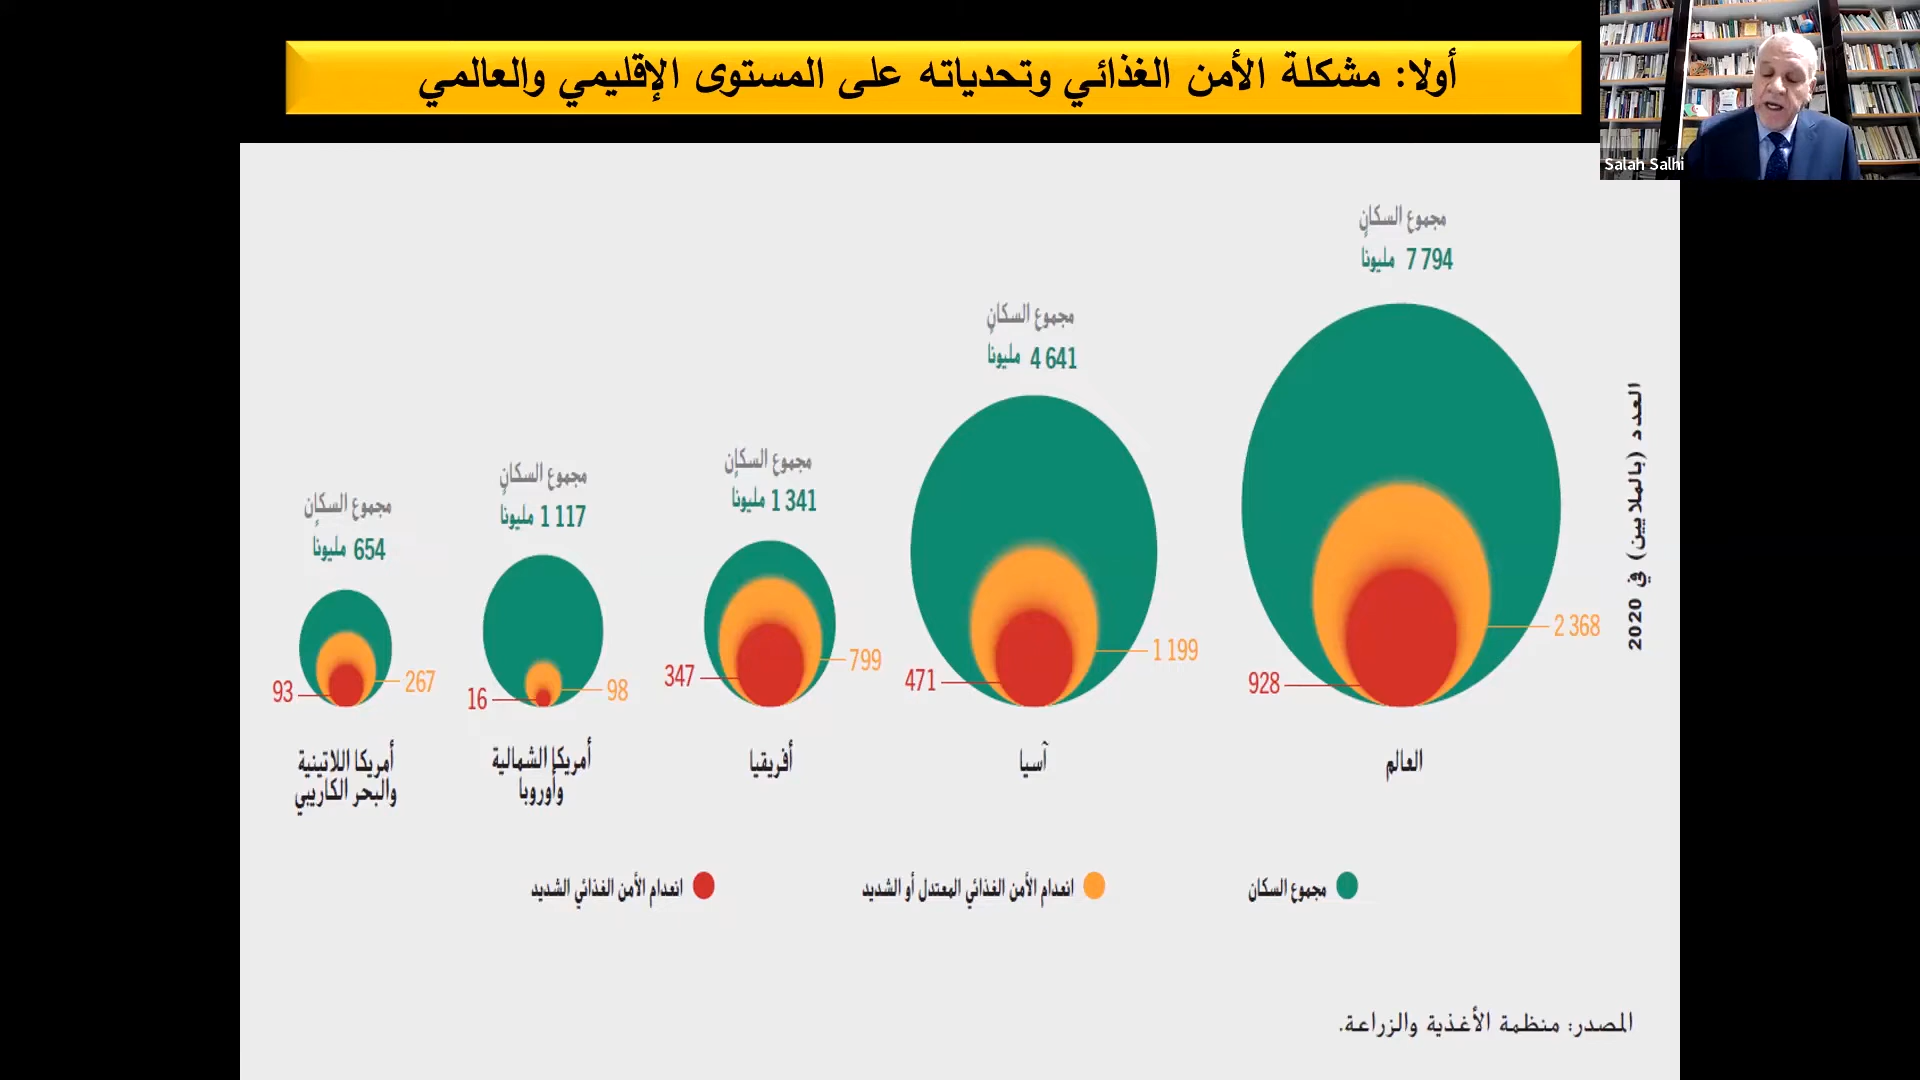 أولا: مشكلة الأمن الغذائي وتحدياته على المستوى الإقليمي والعالمي
Salah Salhi
مجموع السكان
7 794 مليونا
مجموع السكان
4 641 مليونا
مجموع السكان
1 341 مليونا
مجموع السكان
1 117 مليونا
مجموع السكان
654 مليونا
العدد (بالملايين) في 2020
2 368
928
1 199
471
799
347
98
16
267
93
العالم
آسيا
أفريقيا
أمريكا الشمالية
وأوروبا
أمريكا اللاتينية
والبحر الكاريبي
مجموع السكان
انعدام الأمن الغذائي المعتدل أو الشديد
انعدام الأمن الغذائي الشديد
المصدر: منظمة الأغذية والزراعة.